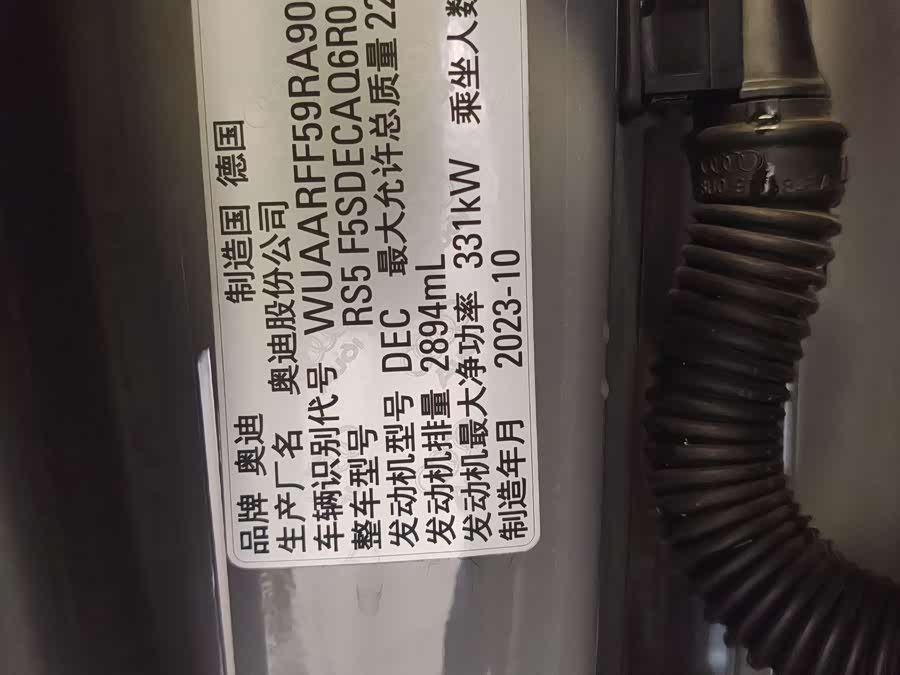 品牌 奥迪 制造国 德国
生产厂名 奥迪股份公司
车辆识别代号 WUAARFF59RA90
整车型号 RS5 F5SDECAQ6R0
发动机型号 DEC 最大允许总质量 22
发动机排量 2894mL
发动机最大净功率 331kW 乘坐人数
制造年月 2023-10